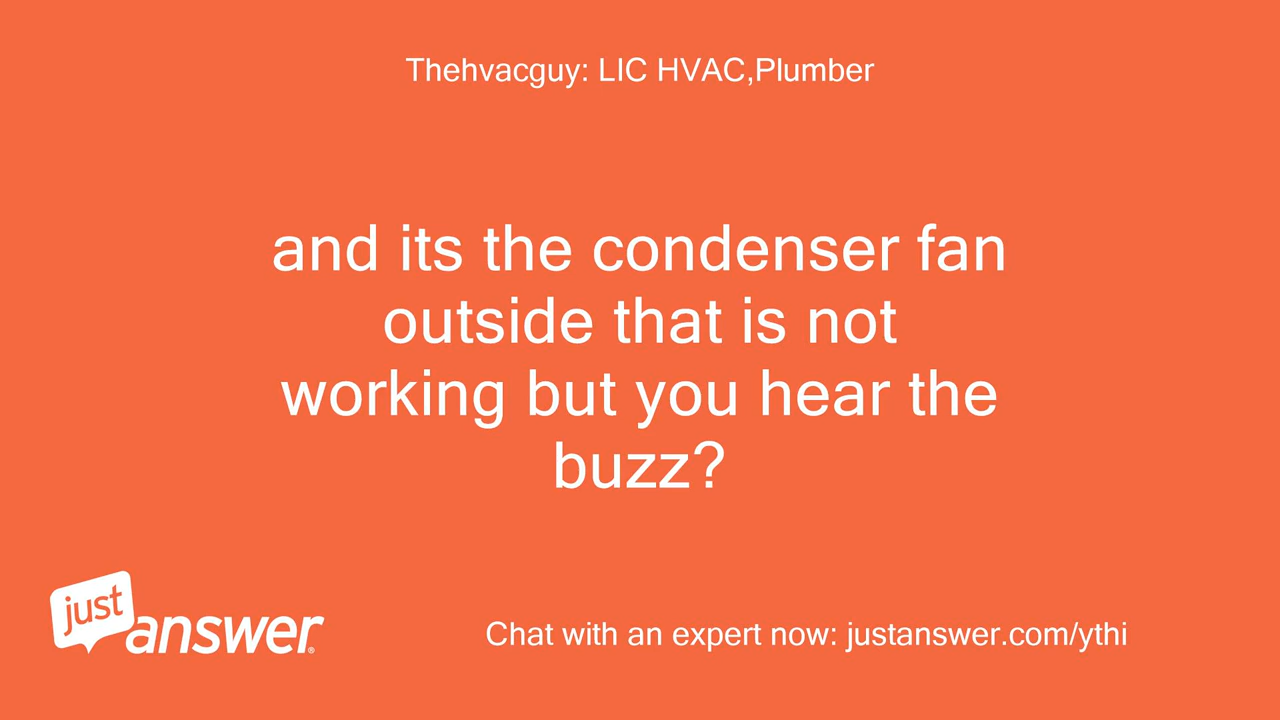 Thehvacguy: LIC HVAC,Plumber
and its the condenser fan
outside that is not
working but you hear the
buzz?
just
answer®
Chat with an expert now: justanswer.com/ythi